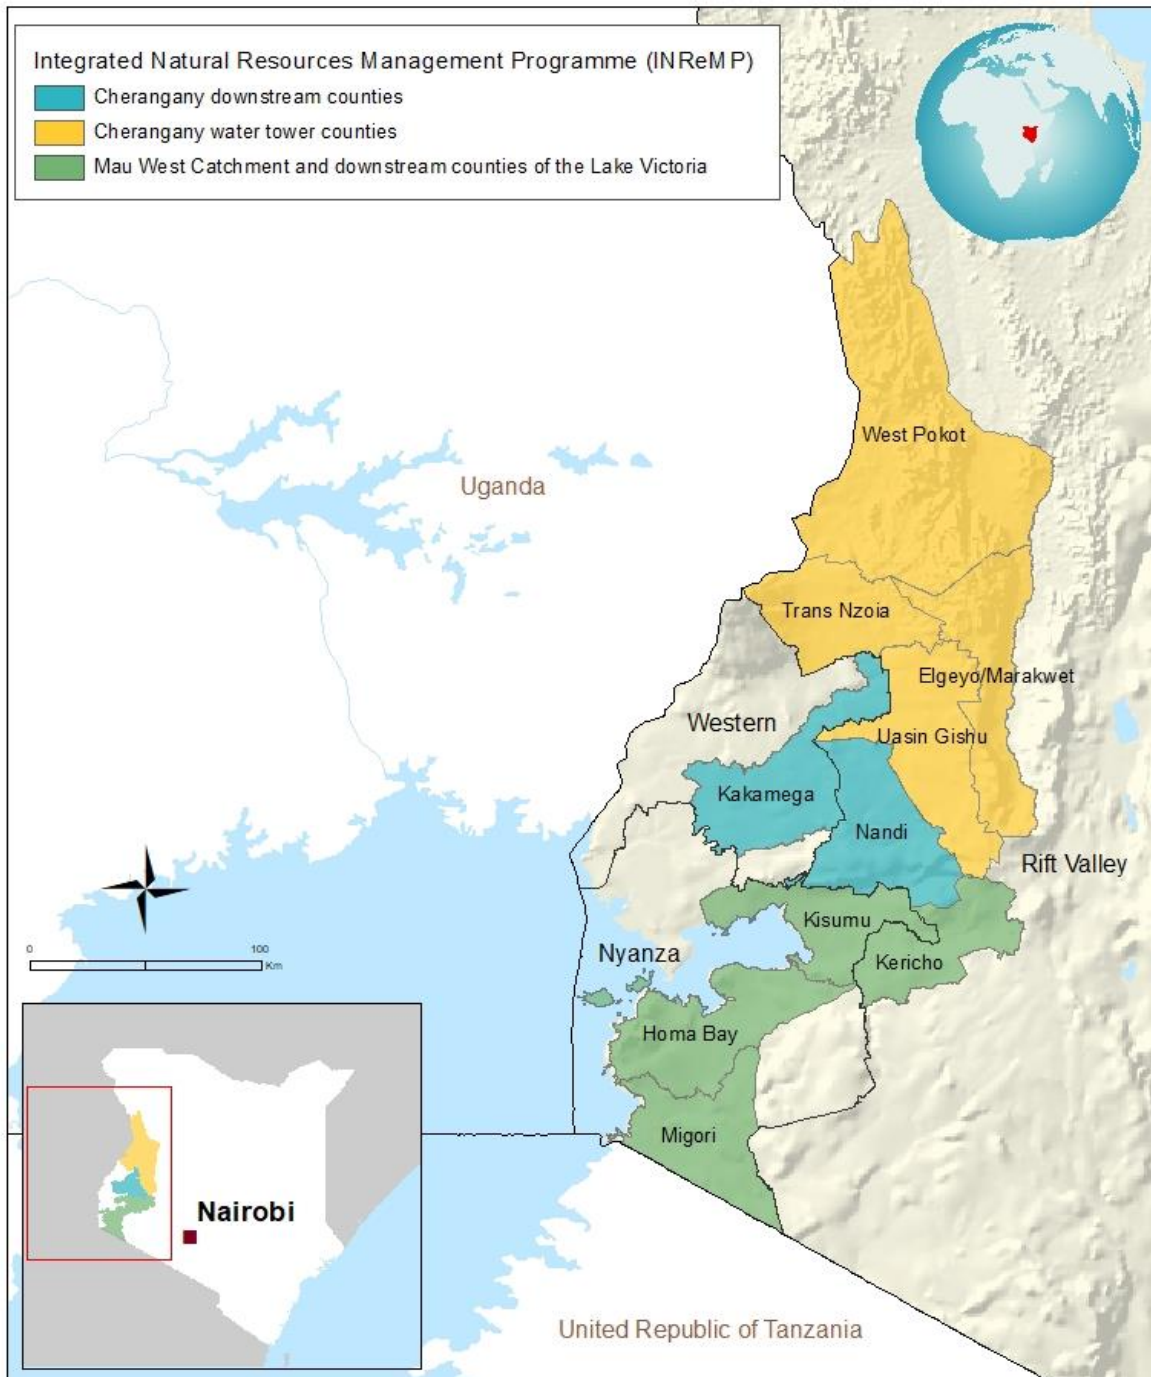 Integrated Natural Resources Management Programme (INReMP)
Cherangany downstream counties
Cherangany water tower counties
Mau West Catchment and downstream counties of the Lake Victoria
West Pokot
Uganda
Trans Nzoia
Elgeyo/Marakwet
Western
Uasin Gishu
Kakamega
Nandi
Rift Valley
Kisumu
Nyanza
Kericho
0 100
Km
Homa Bay
Migori
Nairobi
United Republic of Tanzania